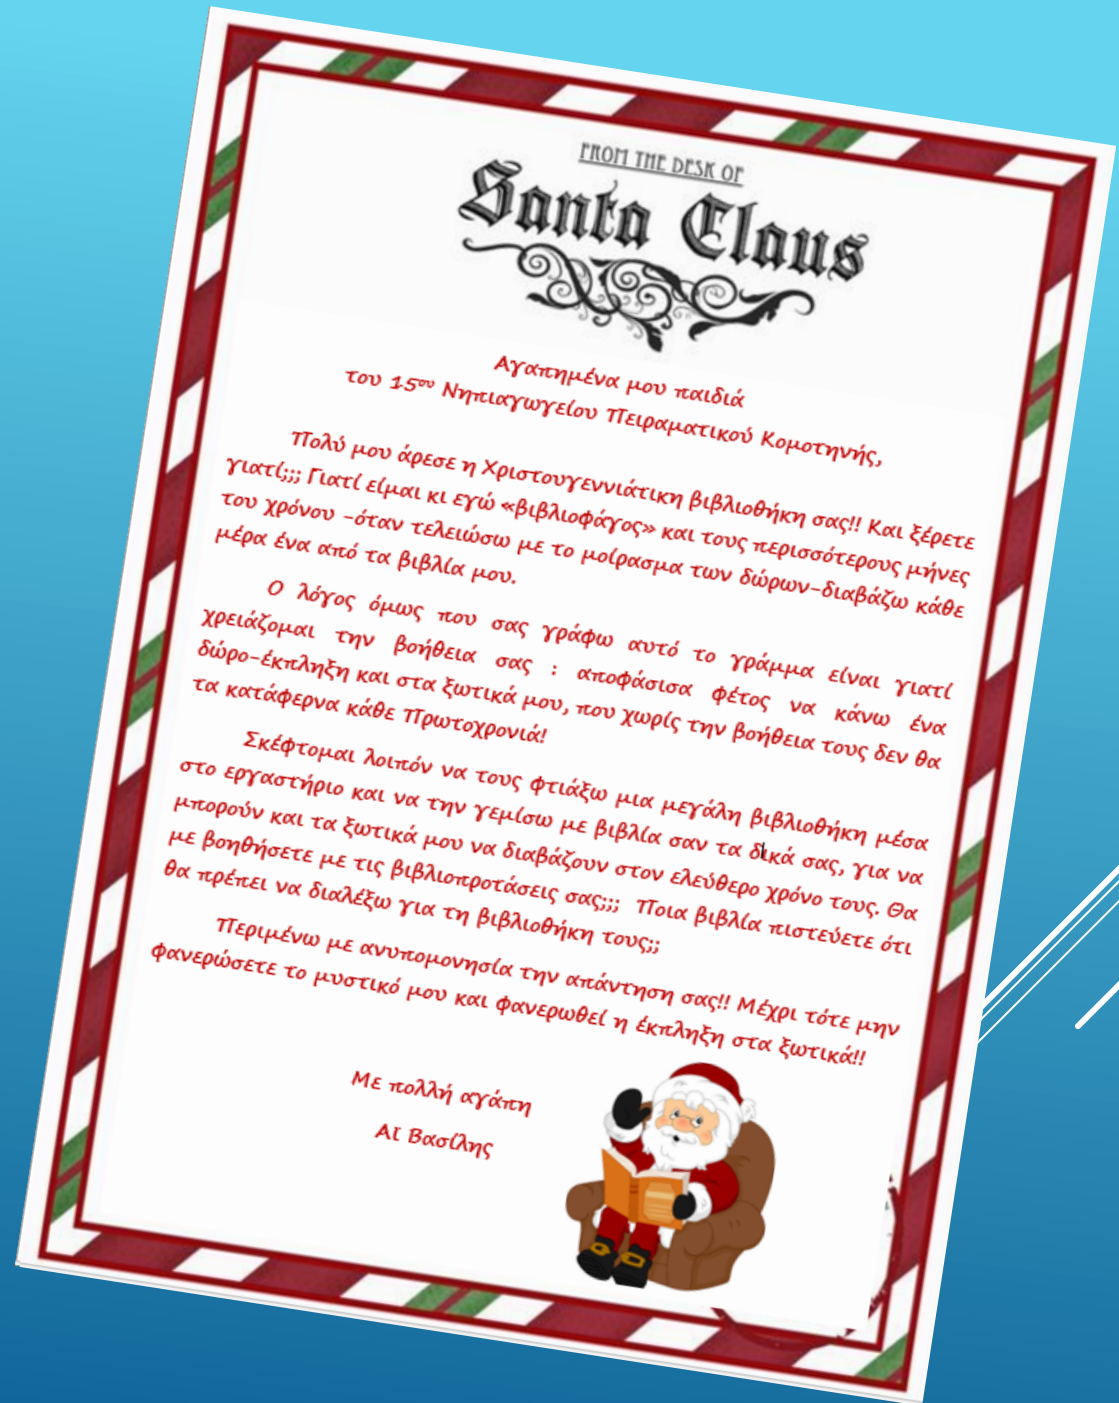 FROM THE DESK OF
Santa Claus
Αγαπημένα μου παιδιά
του 15ου Νηπιαγωγείου Πειραματικού Κομοτηνής,
Πολύ μου άρεσε η Χριστουγεννιάτικη βιβλιοθήκη σας!! Και ξέρετε
γιατί;;; Γιατί είμαι κι εγώ «βιβλιοφάγος» και τους περισσότερους μήνες
του χρόνου –όταν τελειώσω με το μοίρασμα των δώρων–διαβάζω κάθε
μέρα ένα από τα βιβλία μου.
Ο λόγος όμως που σας γράφω αυτό το γράμμα είναι γιατί
χρειάζομαι την βοήθεια σας : αποφάσισα φέτος να κάνω ένα
δώρο–έκπληξη και στα ξωτικά μου, που χωρίς την βοήθεια τους δεν θα
τα κατάφερνα κάθε Πρωτοχρονιά!
Σκέφτομαι λοιπόν να τους φτιάξω μια μεγάλη βιβλιοθήκη μέσα
στο εργαστήριο και να την γεμίσω με βιβλία σαν τα δικά σας, για να
μπορούν και τα ξωτικά μου να διαβάζουν στον ελεύθερο χρόνο τους. Θα
με βοηθήσετε με τις βιβλιοπροτάσεις σας;;; Ποια βιβλία πιστεύετε ότι
θα πρέπει να διαλέξω για τη βιβλιοθήκη τους;;
Περιμένω με ανυπομονησία την απάντηση σας!! Μέχρι τότε μην
φανερώσετε το μυστικό μου και φανερωθεί η έκπληξη στα ξωτικά!!
Με πολλή αγάπη
Αϊ Βασίλης